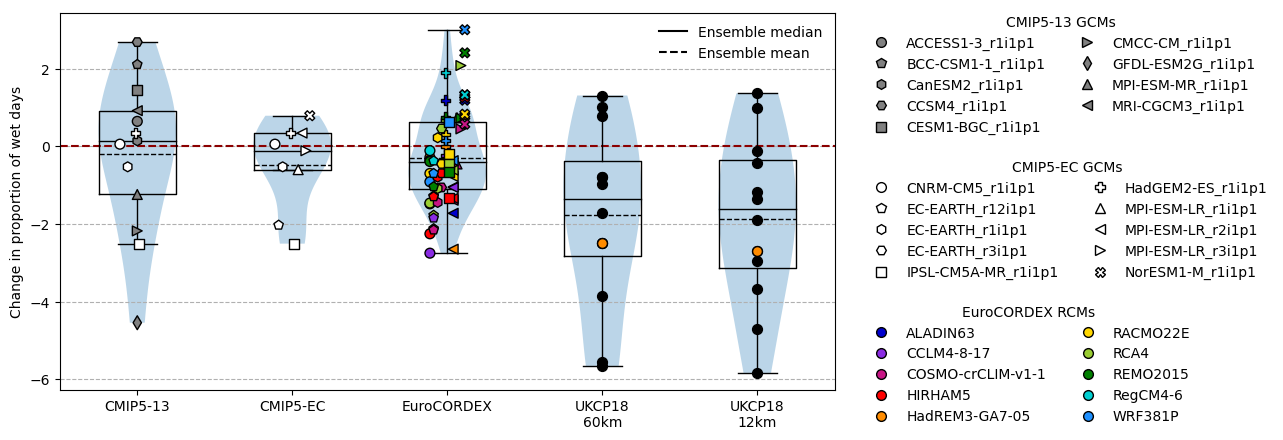 Change in proportion of wet days
2
0
−2
−4
−6
Ensemble median
Ensemble mean
CMIP5-13
CMIP5-EC
EuroCORDEX
UKCP18
60km
UKCP18
12km
CMIP5-13 GCMs
ACCESS1-3_r1i1p1
BCC-CSM1-1_r1i1p1
CanESM2_r1i1p1
CCSM4_r1i1p1
CESM1-BGC_r1i1p1
CMCC-CM_r1i1p1
GFDL-ESM2G_r1i1p1
MPI-ESM-MR_r1i1p1
MRI-CGCM3_r1i1p1
CMIP5-EC GCMs
CNRM-CM5_r1i1p1
EC-EARTH_r12i1p1
EC-EARTH_r1i1p1
EC-EARTH_r3i1p1
IPSL-CM5A-MR_r1i1p1
HadGEM2-ES_r1i1p1
MPI-ESM-LR_r1i1p1
MPI-ESM-LR_r2i1p1
MPI-ESM-LR_r3i1p1
NorESM1-M_r1i1p1
EuroCORDEX RCMs
ALADIN63
CCLM4-8-17
COSMO-crCLIM-v1-1
HIRHAM5
HadREM3-GA7-05
RACMO22E
RCA4
REMO2015
RegCM4-6
WRF381P